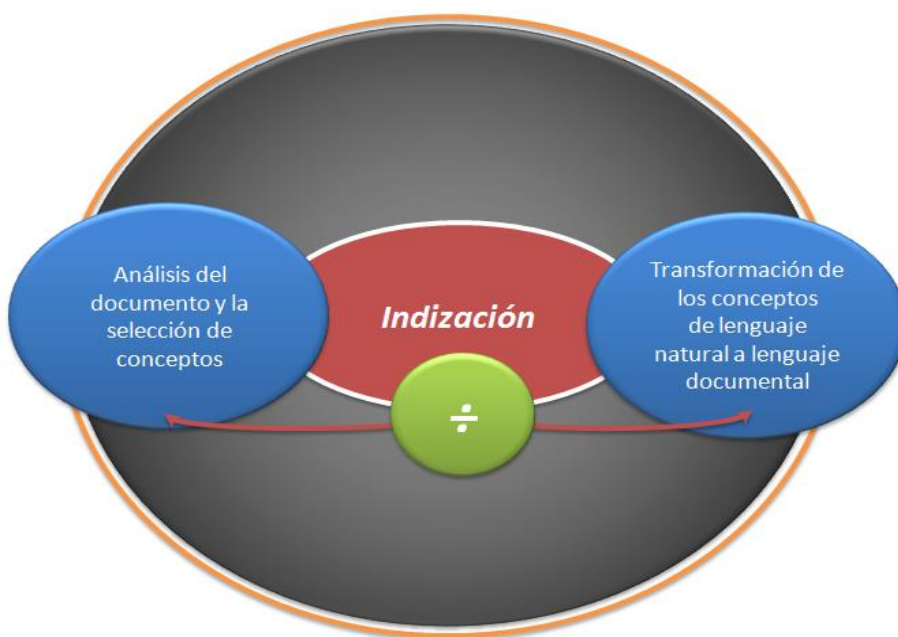 Análisis del
documento y la
selección de
conceptos
Indización
÷
Transformación de
los conceptos
de lenguaje
natural a lenguaje
documental